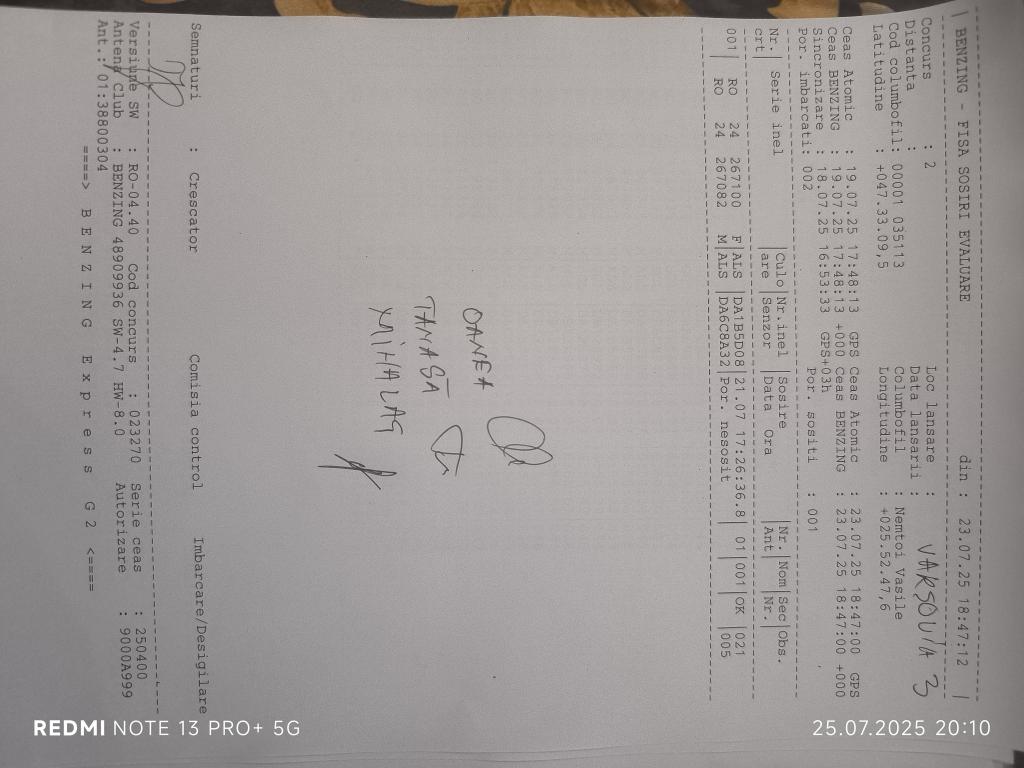 | BENZING - FISA SOSIRI EVALUARE din : 23.07.25 18:47:12 |
Concurs : 2 Loc lansare : VARSOVIA 3
Distanta : Data lansarii :
Cod columbofil: 00001 035113 Columbofil : Nemtoi Vasile
Latitudine : +047.33.09,5 Longitudine : +025.52.47,6
Ceas Atomic : 19.07.25 17:48:13 GPS Ceas Atomic : 23.07.25 18:47:00 GPS
Ceas BENZING : 19.07.25 17:48:13 +000 Ceas BENZING : 23.07.25 18:47:00 +000
Sincronizare : 18.07.25 16:53:33 GPS+03h
Por. imbarcati: 002 Por. sositi : 001
Nr. | Serie inel |Culo|Nr.inel |Sosire |Nr.|Nom|Sec|Obs.
crt| |are |Senzor |Data Ora |Ant| |Nr.|
001| RO 24 267100 F|ALS |DA1B5D08|21.07 17:26:36.8| 01|001|OK |021
RO 24 267082 M|ALS |DA6C8A32|Por. nesosit |005
OANEA
TANASĂ
MIHALAȘ
Semnaturi : Crescator Comisia control Imbarcare/Desigilare
Versiune SW : RO-04.40 Cod concurs : 023270 Serie ceas : 250400
Antena Club : BENZING 48909936 SW-4.7 HW-8.0 Autorizare : 9000A999
Ant.: 01:38800304
====> B E N Z I N G E x p r e s s G 2 <====
REDMI NOTE 13 PRO+ 5G
25.07.2025 20:10